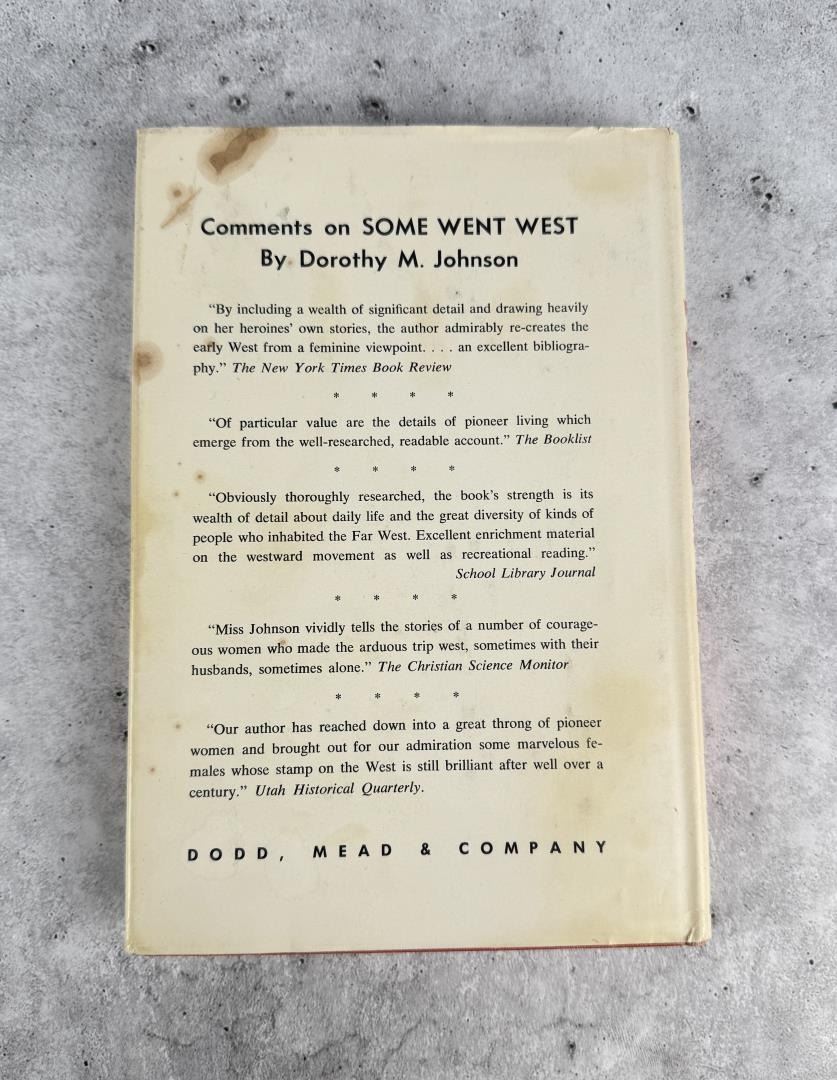 Comments on SOME WENT WEST
By Dorothy M. Johnson
“By including a wealth of significant detail and drawing heavily
on her heroines’ own stories, the author admirably re-creates the
early West from a feminine viewpoint. . . . an excellent bibliogra-
phy.” The New York Times Book Review
* * * *
“Of particular value are the details of pioneer living which
emerge from the well-researched, readable account.” The Booklist
* * * *
“Obviously thoroughly researched, the book’s strength is its
wealth of detail about daily life and the great diversity of kinds of
people who inhabited the Far West. Excellent enrichment material
on the westward movement as well as recreational reading.”
School Library Journal
* * * *
“Miss Johnson vividly tells the stories of a number of courage-
ous women who made the arduous trip west, sometimes with their
husbands, sometimes alone.” The Christian Science Monitor
* * * *
“Our author has reached down into a great throng of pioneer
women and brought out for our admiration some marvelous fe-
males whose stamp on the West is still brilliant after well over a
century.” Utah Historical Quarterly.
DODD, MEAD & COMPANY